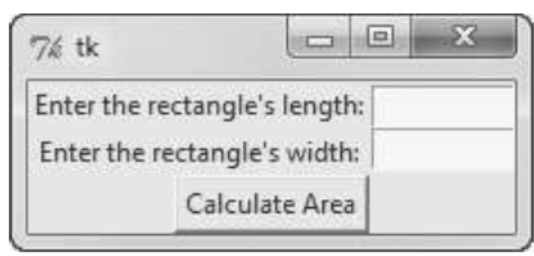 tk
Enter the rectangle's length:
Enter the rectangle's width:
Calculate Area